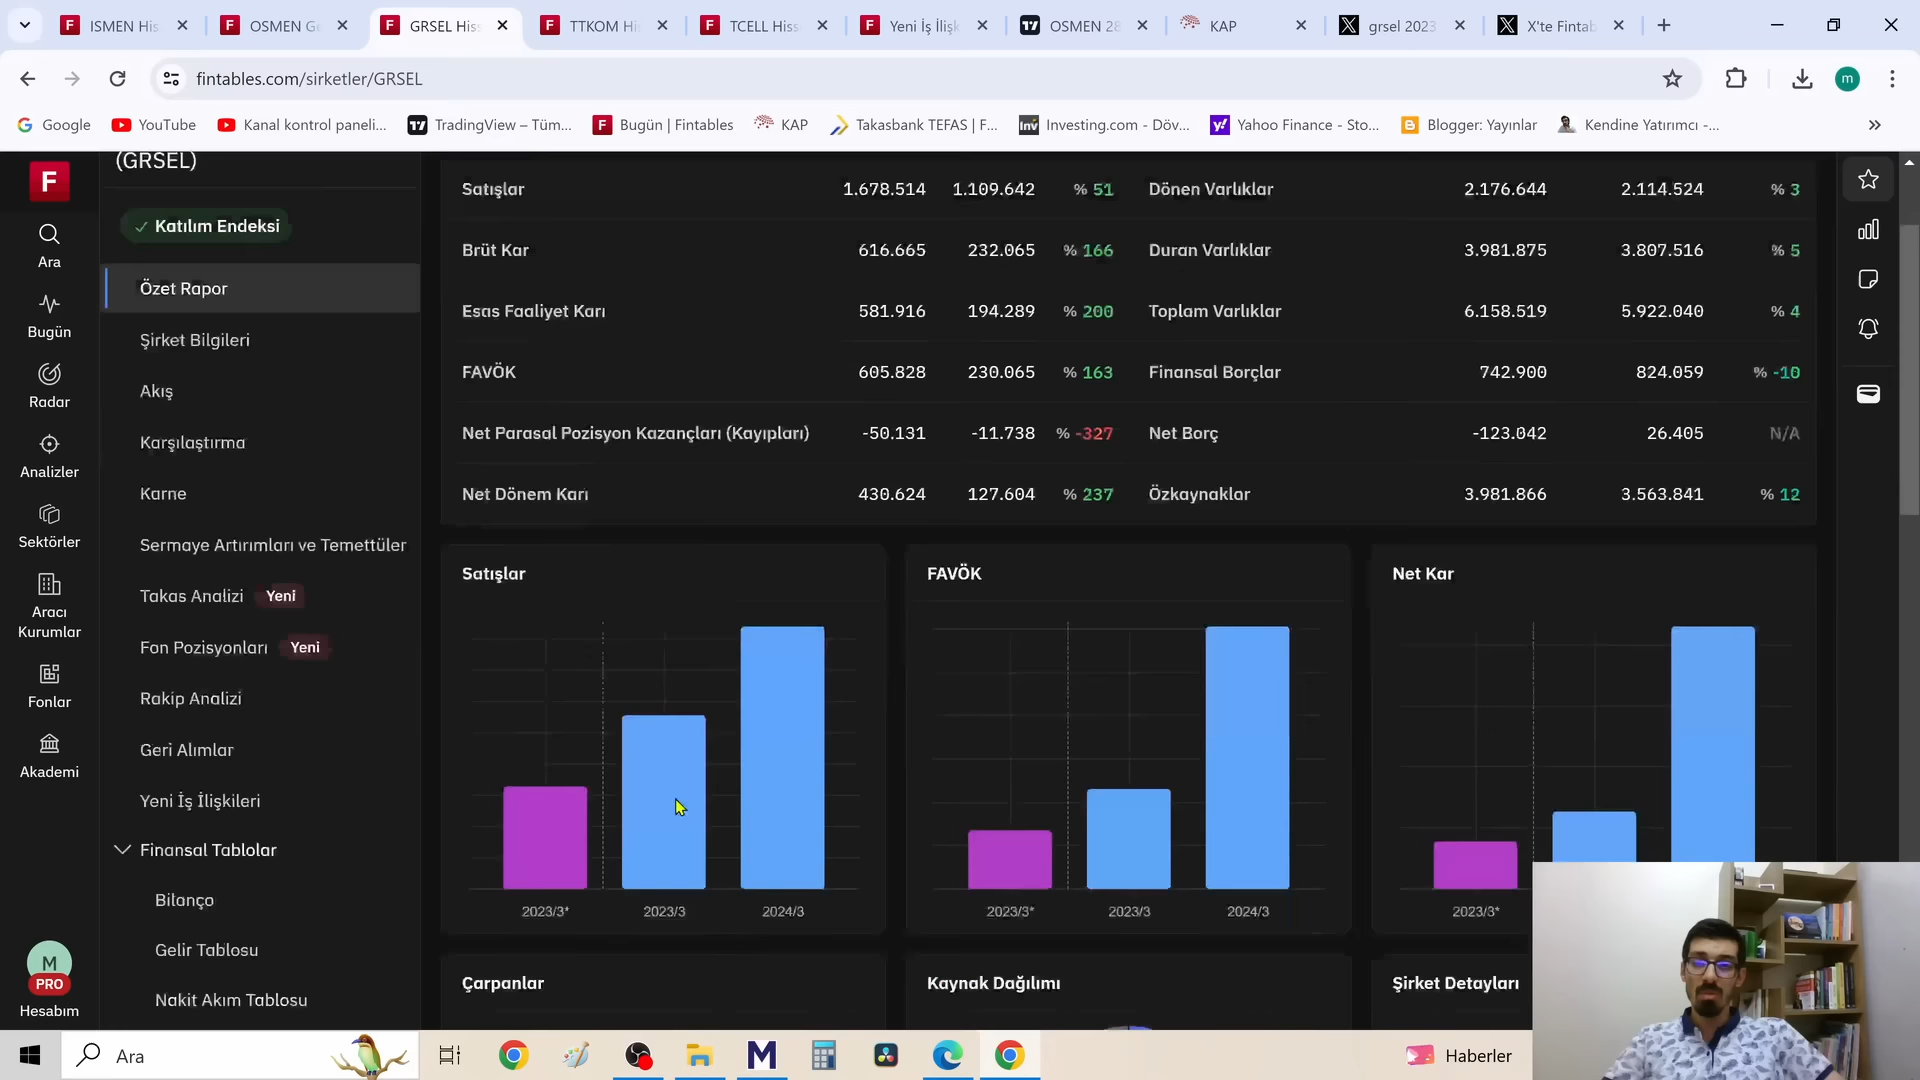 ISMEN His
OSMEN Ge
GRSEL His
TTKOM Hi
TCELL Hiss
Yeni İş İlişk
OSMEN 28
KAP
grsel 2023
X'te Fintab
fintables.com/sirketler/GRSEL
m
Google
YouTube
Kanal kontrol paneli...
TradingView – Tüm...
Bugün | Fintables
KAP
Takasbank TEFAS | F...
Investing.com - Döv...
Yahoo Finance - Sto...
Blogger: Yayınlar
Kendine Yatırımcı -...
F
Ara
Bugün
Radar
Analizler
Sektörler
Aracı
Kurumlar
Fonlar
Akademi
M
PRO
Hesabım
(GRSEL)
Katılım Endeksi
Özet Rapor
Şirket Bilgileri
Akış
Karşılaştırma
Karne
Sermaye Artırımları ve Temettüler
Takas Analizi Yeni
Fon Pozisyonları Yeni
Rakip Analizi
Geri Alımlar
Yeni İş İlişkileri
Finansal Tablolar
Bilanço
Gelir Tablosu
Nakit Akım Tablosu
Satışlar 1.678.514 1.109.642 % 51 Dönen Varlıklar 2.176.644 2.114.524 % 3
Brüt Kar 616.665 232.065 % 166 Duran Varlıklar 3.981.875 3.807.516 % 5
Esas Faaliyet Karı 581.916 194.289 % 200 Toplam Varlıklar 6.158.519 5.922.040 % 4
FAVÖK 605.828 230.065 % 163 Finansal Borçlar 742.900 824.059 % -10
Net Parasal Pozisyon Kazançları (Kayıpları) -50.131 -11.738 % -327 Net Borç -123.042 26.405 N/A
Net Dönem Karı 430.624 127.604 % 237 Özkaynaklar 3.981.866 3.563.841 % 12
Satışlar
2023/3* 2023/3 2024/3
FAVÖK
2023/3* 2023/3 2024/3
Net Kar
2023/3*
Çarpanlar
Kaynak Dağılımı
Şirket Detayları
Ara
Haberler